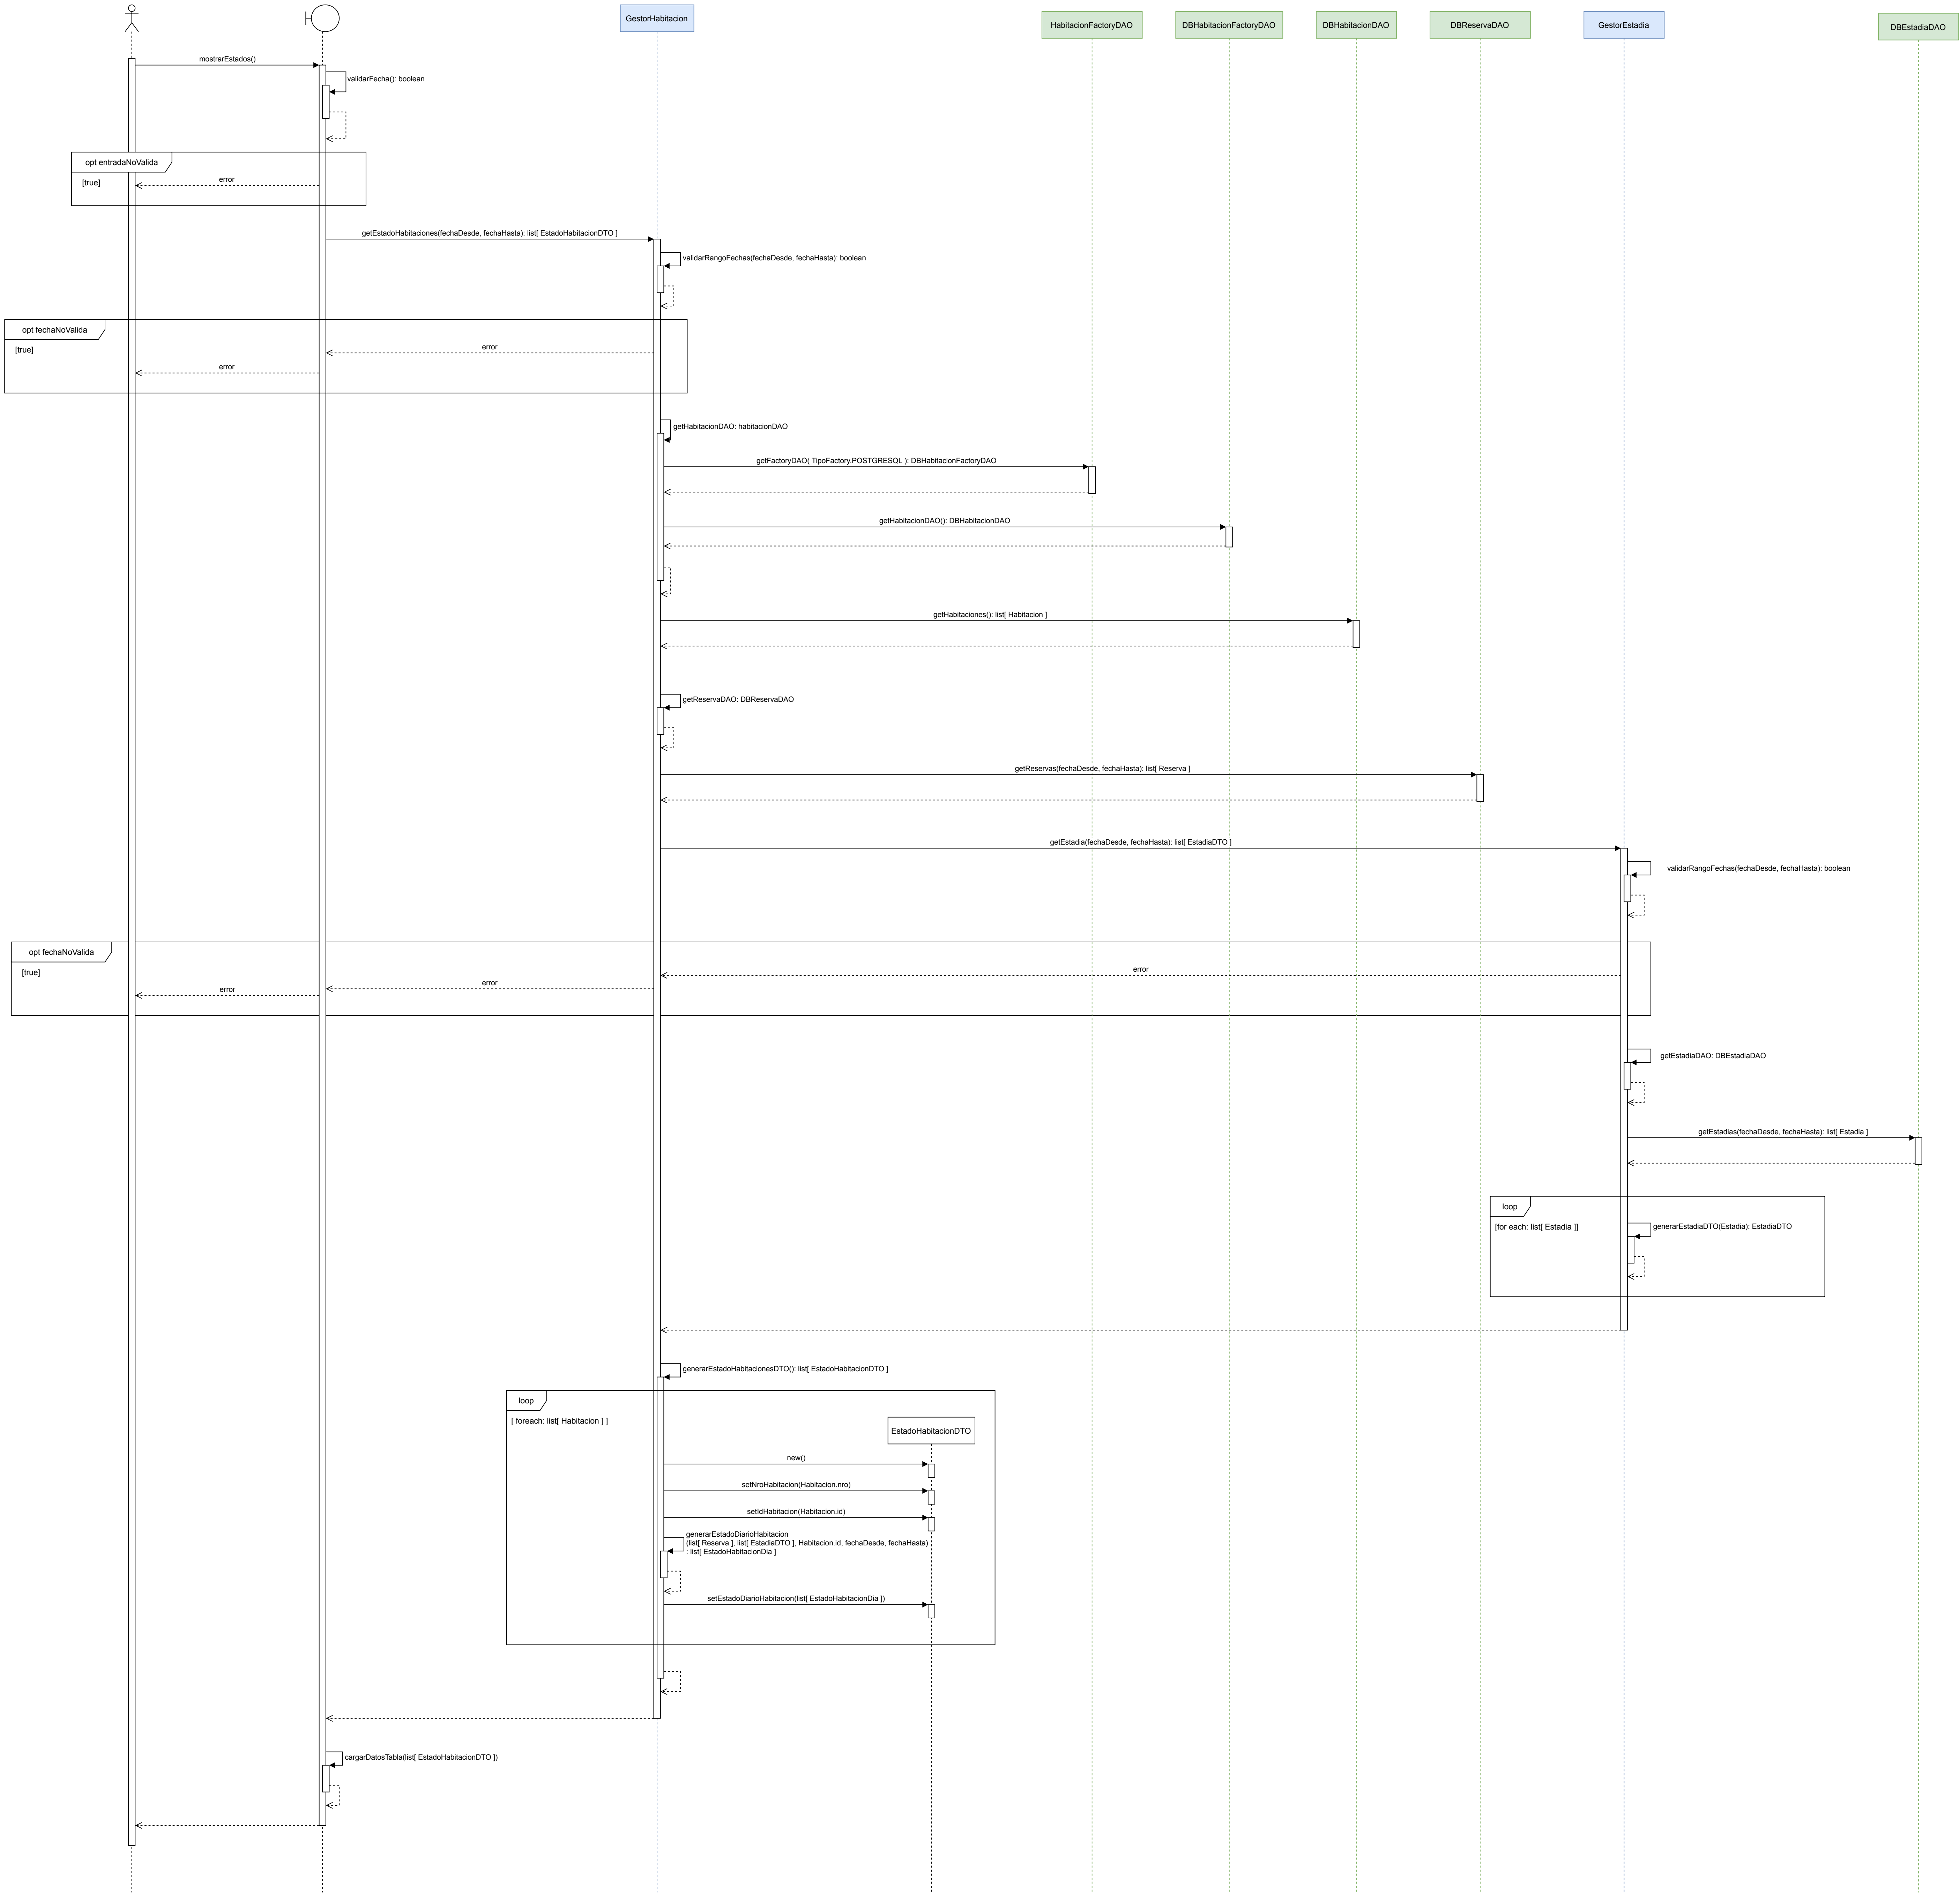 GestorHabitacion
HabitacionFactoryDAO
DBHabitacionFactoryDAO
DBHabitacionDAO
DBReservaDAO
GestorEstadia
DBEstadiaDAO
mostrarEstados()
validarFecha(): boolean
opt entradaNoValida
[true]
error
getEstadoHabitaciones(fechaDesde, fechaHasta): list[ EstadoHabitacionDTO ]
validarRangoFechas(fechaDesde, fechaHasta): boolean
opt fechaNoValida
[true]
error
error
getHabitacionDAO: habitacionDAO
getFactoryDAO( TipoFactory.POSTGRESQL ): DBHabitacionFactoryDAO
getHabitacionDAO(): DBHabitacionDAO
getHabitaciones(): list[ Habitacion ]
getReservaDAO: DBReservaDAO
getReservas(fechaDesde, fechaHasta): list[ Reserva ]
getEstadia(fechaDesde, fechaHasta): list[ EstadiaDTO ]
validarRangoFechas(fechaDesde, fechaHasta): boolean
opt fechaNoValida
[true]
error
error
error
getEstadiaDAO: DBEstadiaDAO
getEstadias(fechaDesde, fechaHasta): list[ Estadia ]
loop
[for each: list[ Estadia ]]
generarEstadiaDTO(Estadia): EstadiaDTO
generarEstadoHabitacionesDTO(): list[ EstadoHabitacionDTO ]
loop
[ foreach: list[ Habitacion ] ]
EstadoHabitacionDTO
new()
setNroHabitacion(Habitacion.nro)
setIdHabitacion(Habitacion.id)
generarEstadoDiarioHabitacion
(list[ Reserva ], list[ EstadiaDTO ], Habitacion.id, fechaDesde, fechaHasta)
: list[ EstadoHabitacionDia ]
setEstadoDiarioHabitacion(list[ EstadoHabitacionDia ])
cargarDatosTabla(list[ EstadoHabitacionDTO ])